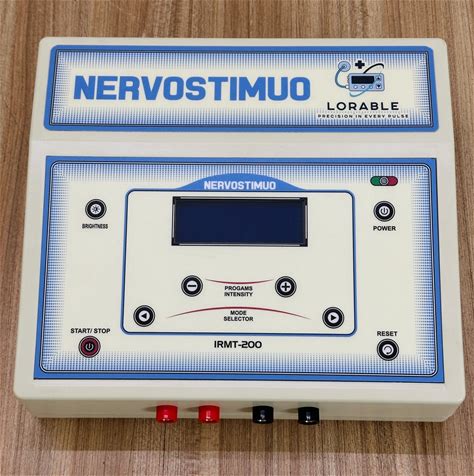 NERVOSTIMUO
LORABLE
PRECISION IN EVERY PULSE
NERVOSTIMUO
BRIGHTNESS
POWER
PROGAMS
INTENSITY
MODE
SELECTOR
START/ STOP
RESET
IRMT-200